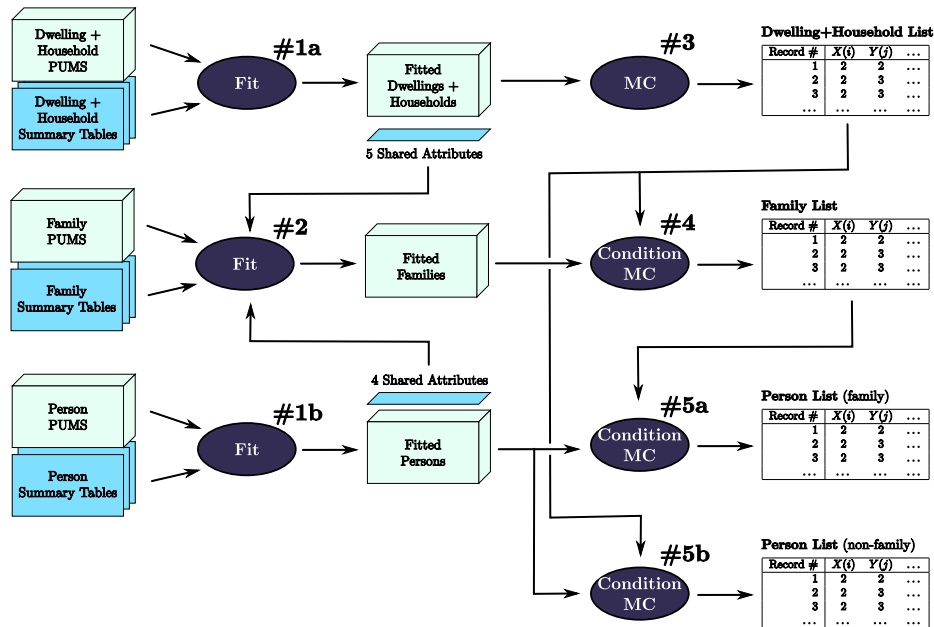 Dwelling +
Household
PUMS
Dwelling +
Household
Summary Tables
#1a
Fit
Fitted
Dwellings +
Households
5 Shared Attributes
#3
MC
Dwelling+Household List
Record # X(i) Y(j) ...
1 2 2 ...
2 2 3 ...
3 2 3 ...
... ... ... ...
Family
PUMS
Family
Summary Tables
#2
Fit
Fitted
Families
#4
Condition
MC
Family List
Record # X(i) Y(j) ...
1 2 2 ...
2 2 3 ...
3 2 3 ...
... ... ... ...
Person
PUMS
Person
Summary Tables
#1b
Fit
4 Shared Attributes
Fitted
Persons
#5a
Condition
MC
Person List (family)
Record # X(i) Y(j) ...
1 2 2 ...
2 2 3 ...
3 2 3 ...
... ... ... ...
#5b
Condition
MC
Person List (non-family)
Record # X(i) Y(j) ...
1 2 2 ...
2 2 3 ...
3 2 3 ...
... ... ... ...